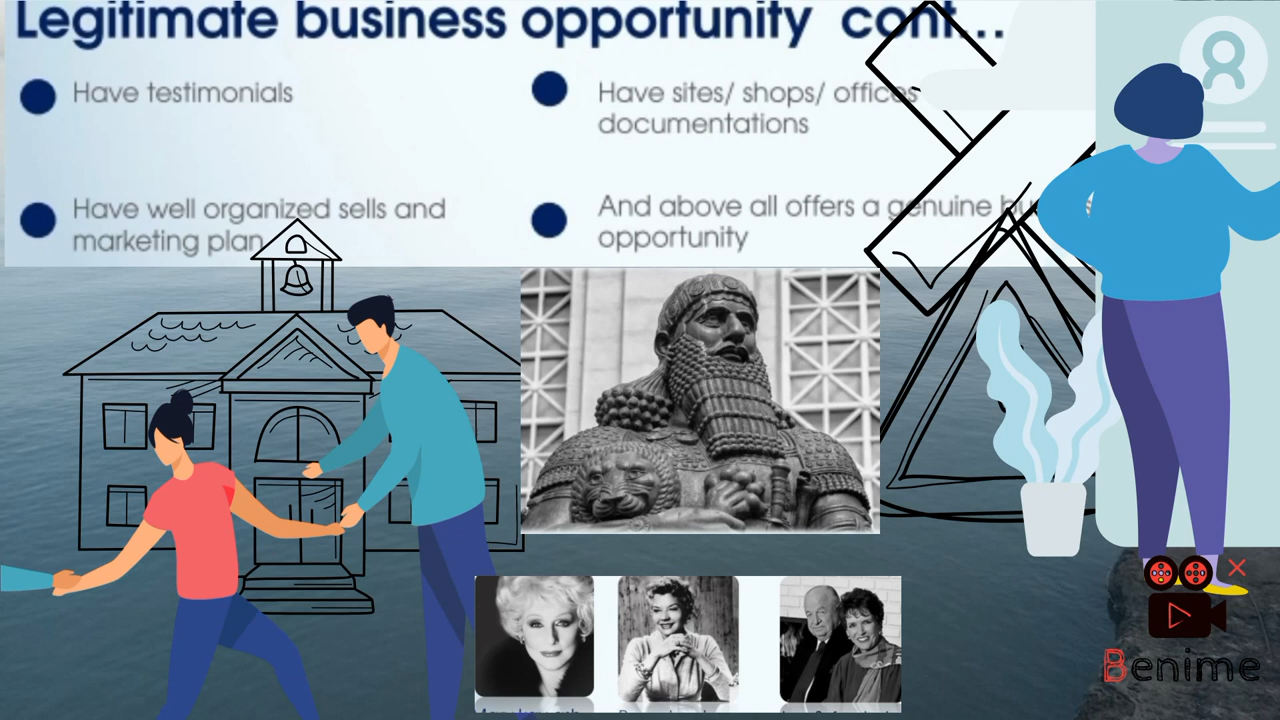 Legitimate business opportunity cont...
Have testimonials
Have sites/ shops/ offices
documentations
Have well organized sells and
marketing plan
And above all offers a genuine
opportunity
Benime